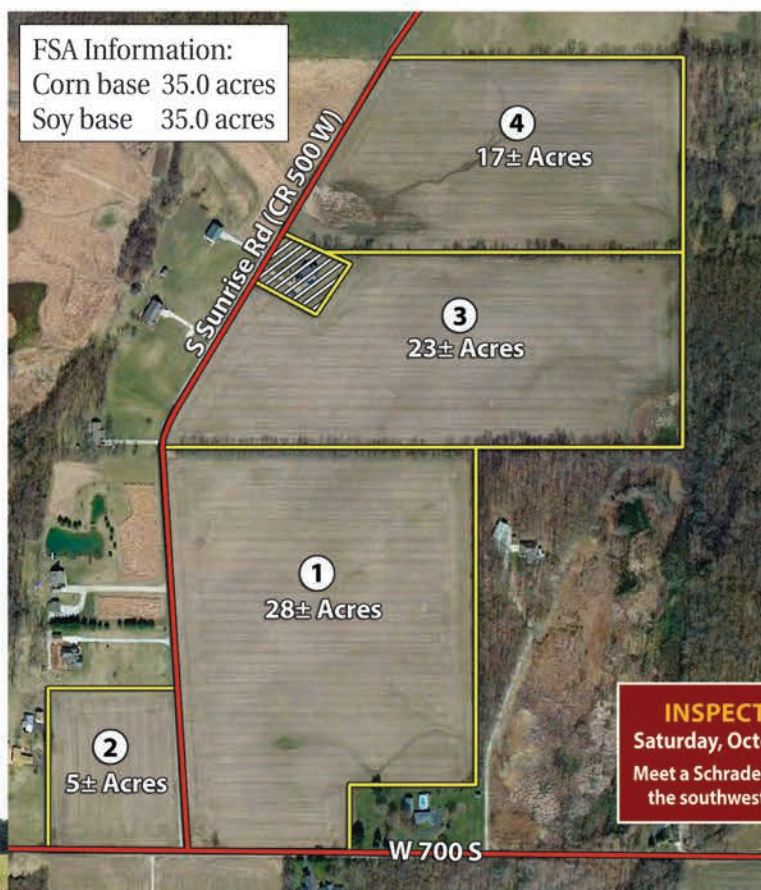 FSA Information:
Corn base 35.0 acres
Soy base 35.0 acres
S Sunrise Rd (CR 500 W)
4
17± Acres
3
23± Acres
1
28± Acres
2
5± Acres
INSPECT
Saturday, Octo
Meet a Schrade
the southwest
W 700 S